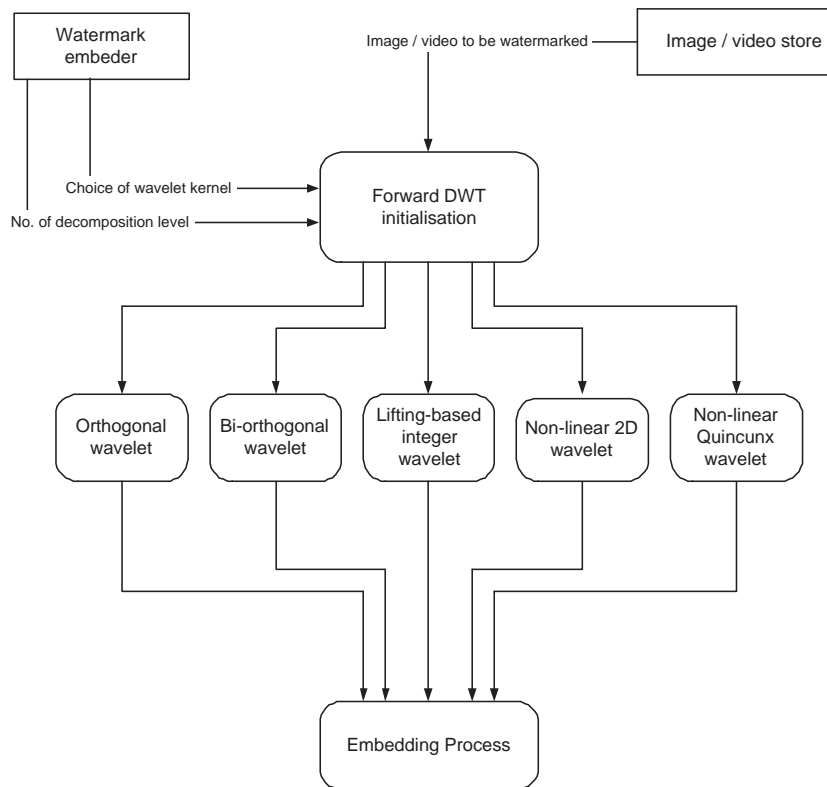 Watermark
embeder
Image / video to be watermarked
Image / video store
Choice of wavelet kernel
No. of decomposition level
Forward DWT
initialisation
Orthogonal
wavelet
Bi-orthogonal
wavelet
Lifting-based
integer
wavelet
Non-linear 2D
wavelet
Non-linear
Quincunx
wavelet
Embedding Process